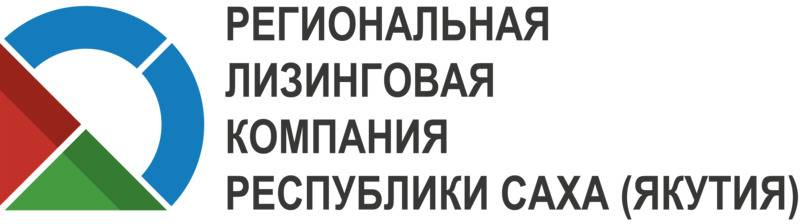 РЕГИОНАЛЬНАЯ
ЛИЗИНГОВАЯ
КОМПАНИЯ
РЕСПУБЛИКИ САХА (ЯКУТИЯ)